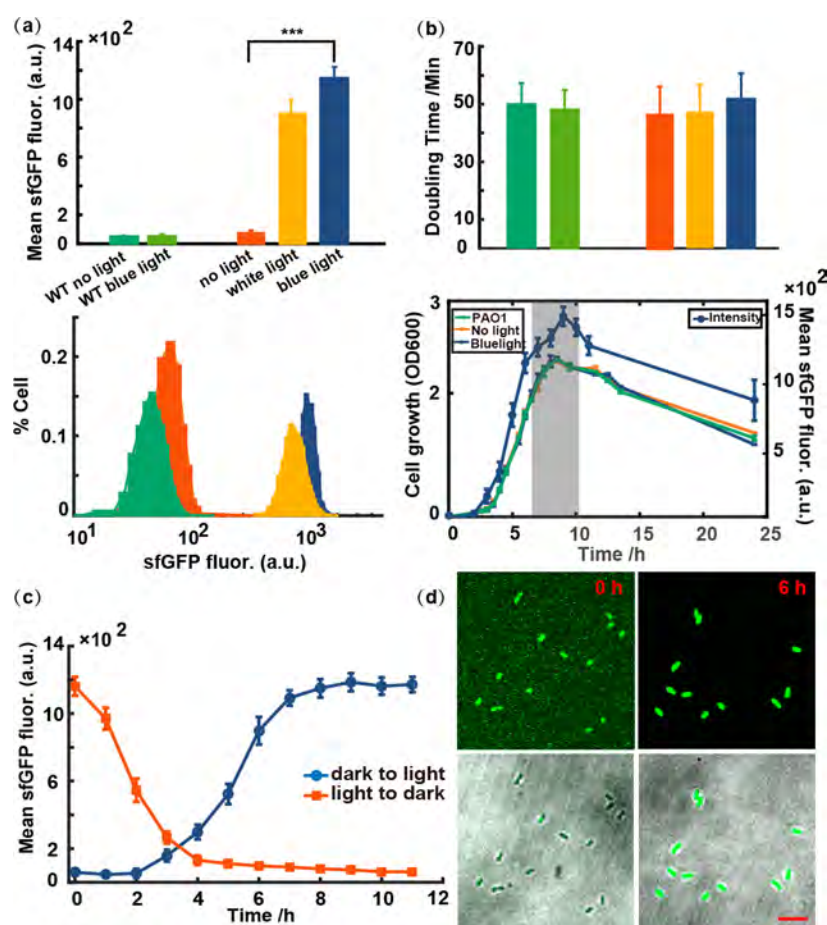 (a)
×10²
Mean sfGFP fluor. (a.u.)
14
10
6
2
0
***
WT no light
WT blue light
no light
white light
blue light
% Cell
0.2
0.1
0
10¹
10²
10³
sfGFP fluor. (a.u.)
(b)
Doubling Time /Min
70
50
30
10
0
Cell growth (OD600)
3
2
0
PAO1
No light
Bluelight
Intensity
×10²
15
10
5
Mean sfGFP fluor. (a.u.)
0
5
10
15
20
25
Time /h
(c)
×10²
Mean sfGFP fluor. (a.u.)
14
10
6
2
0
dark to light
light to dark
0
2
4
6
8
10
12
Time /h
(d)
0 h
6 h